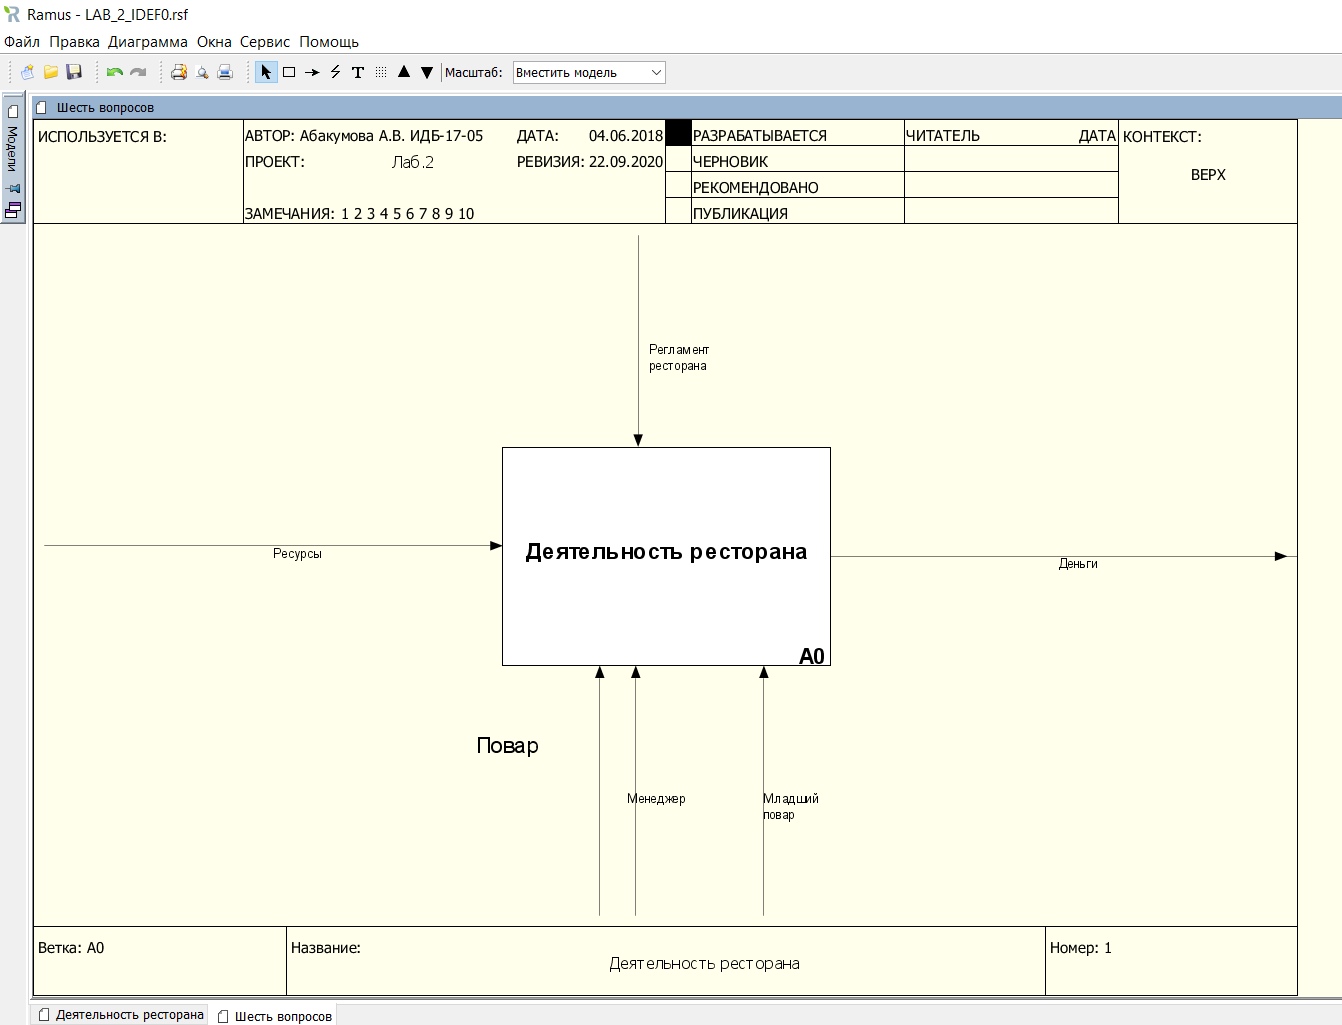 Ramus - LAB_2_IDEF0.rsf
Файл Правка Диаграмма Окна Сервис Помощь
Масштаб: Вместить модель
Модели
Шесть вопросов
ИСПОЛЬЗУЕТСЯ В:
АВТОР: Абакумова А.В. ИДБ-17-05
ДАТА: 04.06.2018
ПРОЕКТ: Лаб.2
РЕВИЗИЯ: 22.09.2020
ЗАМЕЧАНИЯ: 1 2 3 4 5 6 7 8 9 10
РАЗРАБАТЫВАЕТСЯ
ЧЕРНОВИК
РЕКОМЕНДОВАНО
ПУБЛИКАЦИЯ
ЧИТАТЕЛЬ ДАТА
КОНТЕКСТ:
ВЕРХ
Регламент
ресторана
Ресурсы
Деятельность ресторана
A0
Деньги
Повар
Менеджер
Младший
повар
Ветка: A0
Название:
Деятельность ресторана
Номер: 1
Деятельность ресторана
Шесть вопросов